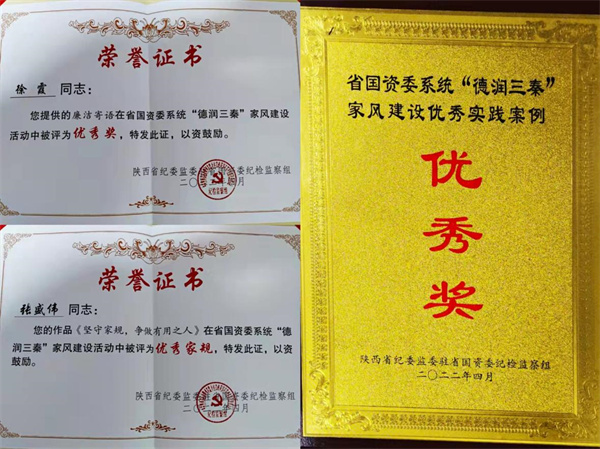 荣誉证书
徐霞 同志：
您提供的廉洁寄语在省国资委系统“德润三秦”家风建设
活动中被评为优秀奖，特发此证，以资鼓励。
陕西省纪委监委驻省国资委纪检监察组
二〇二二年四月
荣誉证书
张盛伟 同志：
您的作品《坚守家规，争做有用之人》在省国资委系统“德
润三秦”家风建设活动中被评为优秀家规，特发此证，以资
鼓励。
陕西省纪委监委驻省国资委纪检监察组
二〇二二年四月
省国资委系统“德润三秦”
家风建设优秀实践案例
优
秀
奖
陕西省纪委监委驻省国资委纪检监察组
二〇二二年四月